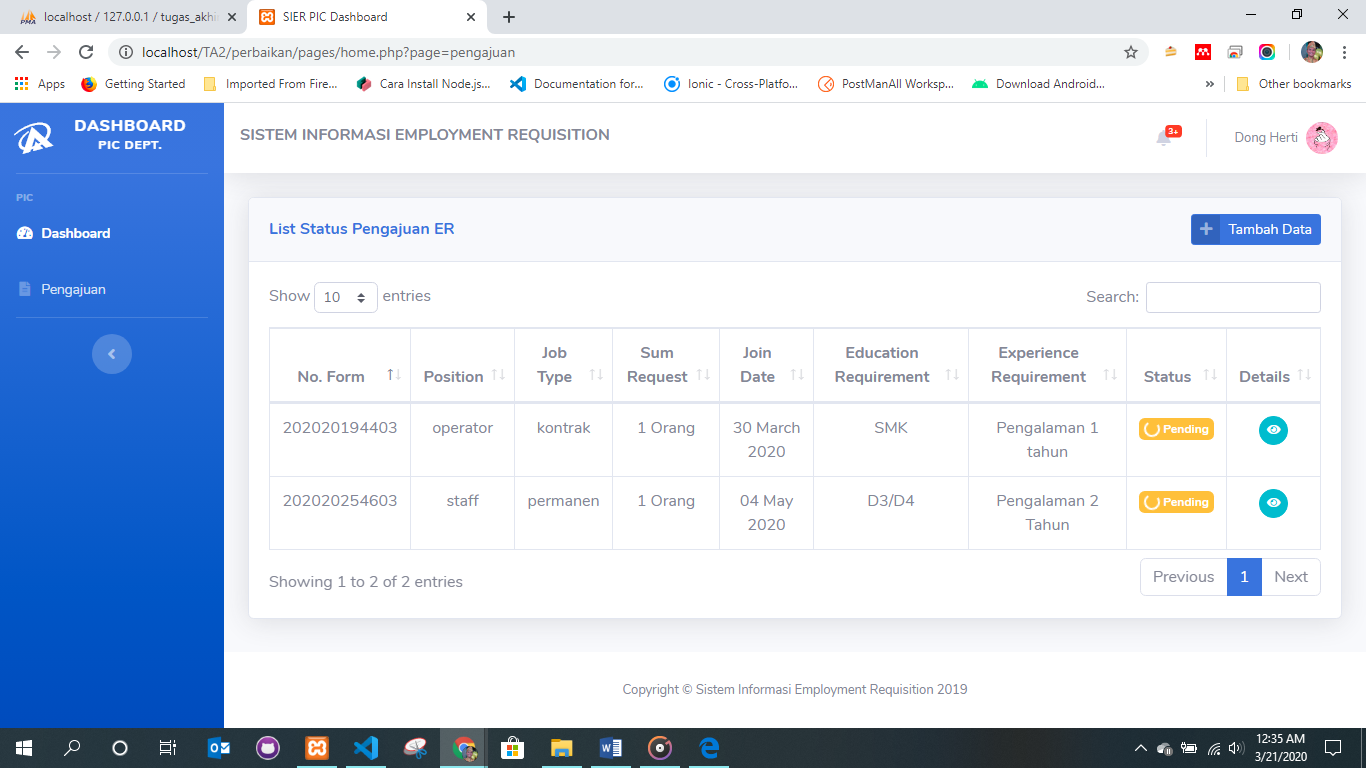 localhost / 127.0.0.1 / tugas_akhi
SIER PIC Dashboard
localhost/TA2/perbaikan/pages/home.php?page=pengajuan
Apps
Getting Started
Imported From Fire...
Cara Install Node.js...
Documentation for...
Ionic - Cross-Platfo...
PostManAll Worksp...
Download Android...
Other bookmarks
DASHBOARD
PIC DEPT.
SISTEM INFORMASI EMPLOYMENT REQUISITION
3+
Dong Herti
PIC
Dashboard
Pengajuan
List Status Pengajuan ER
Tambah Data
Show 10 entries
Search:
No. Form Position Job Type Sum Request Join Date Education Requirement Experience Requirement Status Details
202020194403 operator kontrak 1 Orang 30 March 2020 SMK Pengalaman 1 tahun Pending
202020254603 staff permanen 1 Orang 04 May 2020 D3/D4 Pengalaman 2 Tahun Pending
Showing 1 to 2 of 2 entries
Previous 1 Next
Copyright © Sistem Informasi Employment Requisition 2019
12:35 AM
3/21/2020